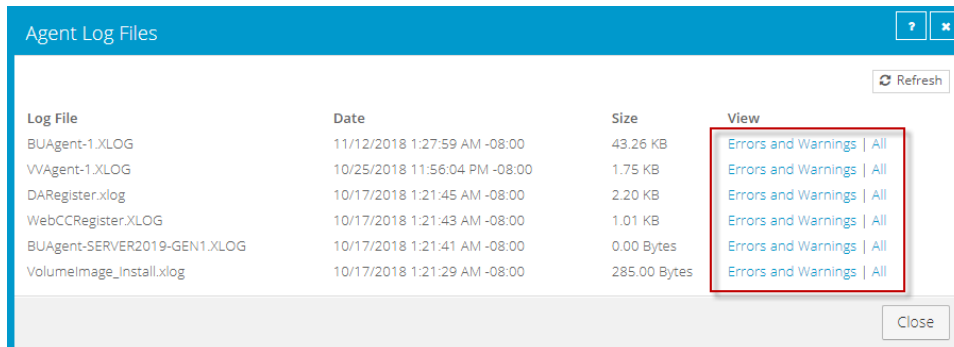 Agent Log Files
?
Refresh
Log File Date Size View
BUAgent-1.XLOG 11/12/2018 1:27:59 AM -08:00 43.26 KB Errors and Warnings | All
VVAgent-1.XLOG 10/25/2018 11:56:04 PM -08:00 1.75 KB Errors and Warnings | All
DARegister.xlog 10/17/2018 1:21:45 AM -08:00 2.20 KB Errors and Warnings | All
WebCCRegister.XLOG 10/17/2018 1:21:43 AM -08:00 1.01 KB Errors and Warnings | All
BUAgent-SERVER2019-GEN1.XLOG 10/17/2018 1:21:41 AM -08:00 0.00 Bytes Errors and Warnings | All
VolumeImage_Install.xlog 10/17/2018 1:21:29 AM -08:00 285.00 Bytes Errors and Warnings | All
Close